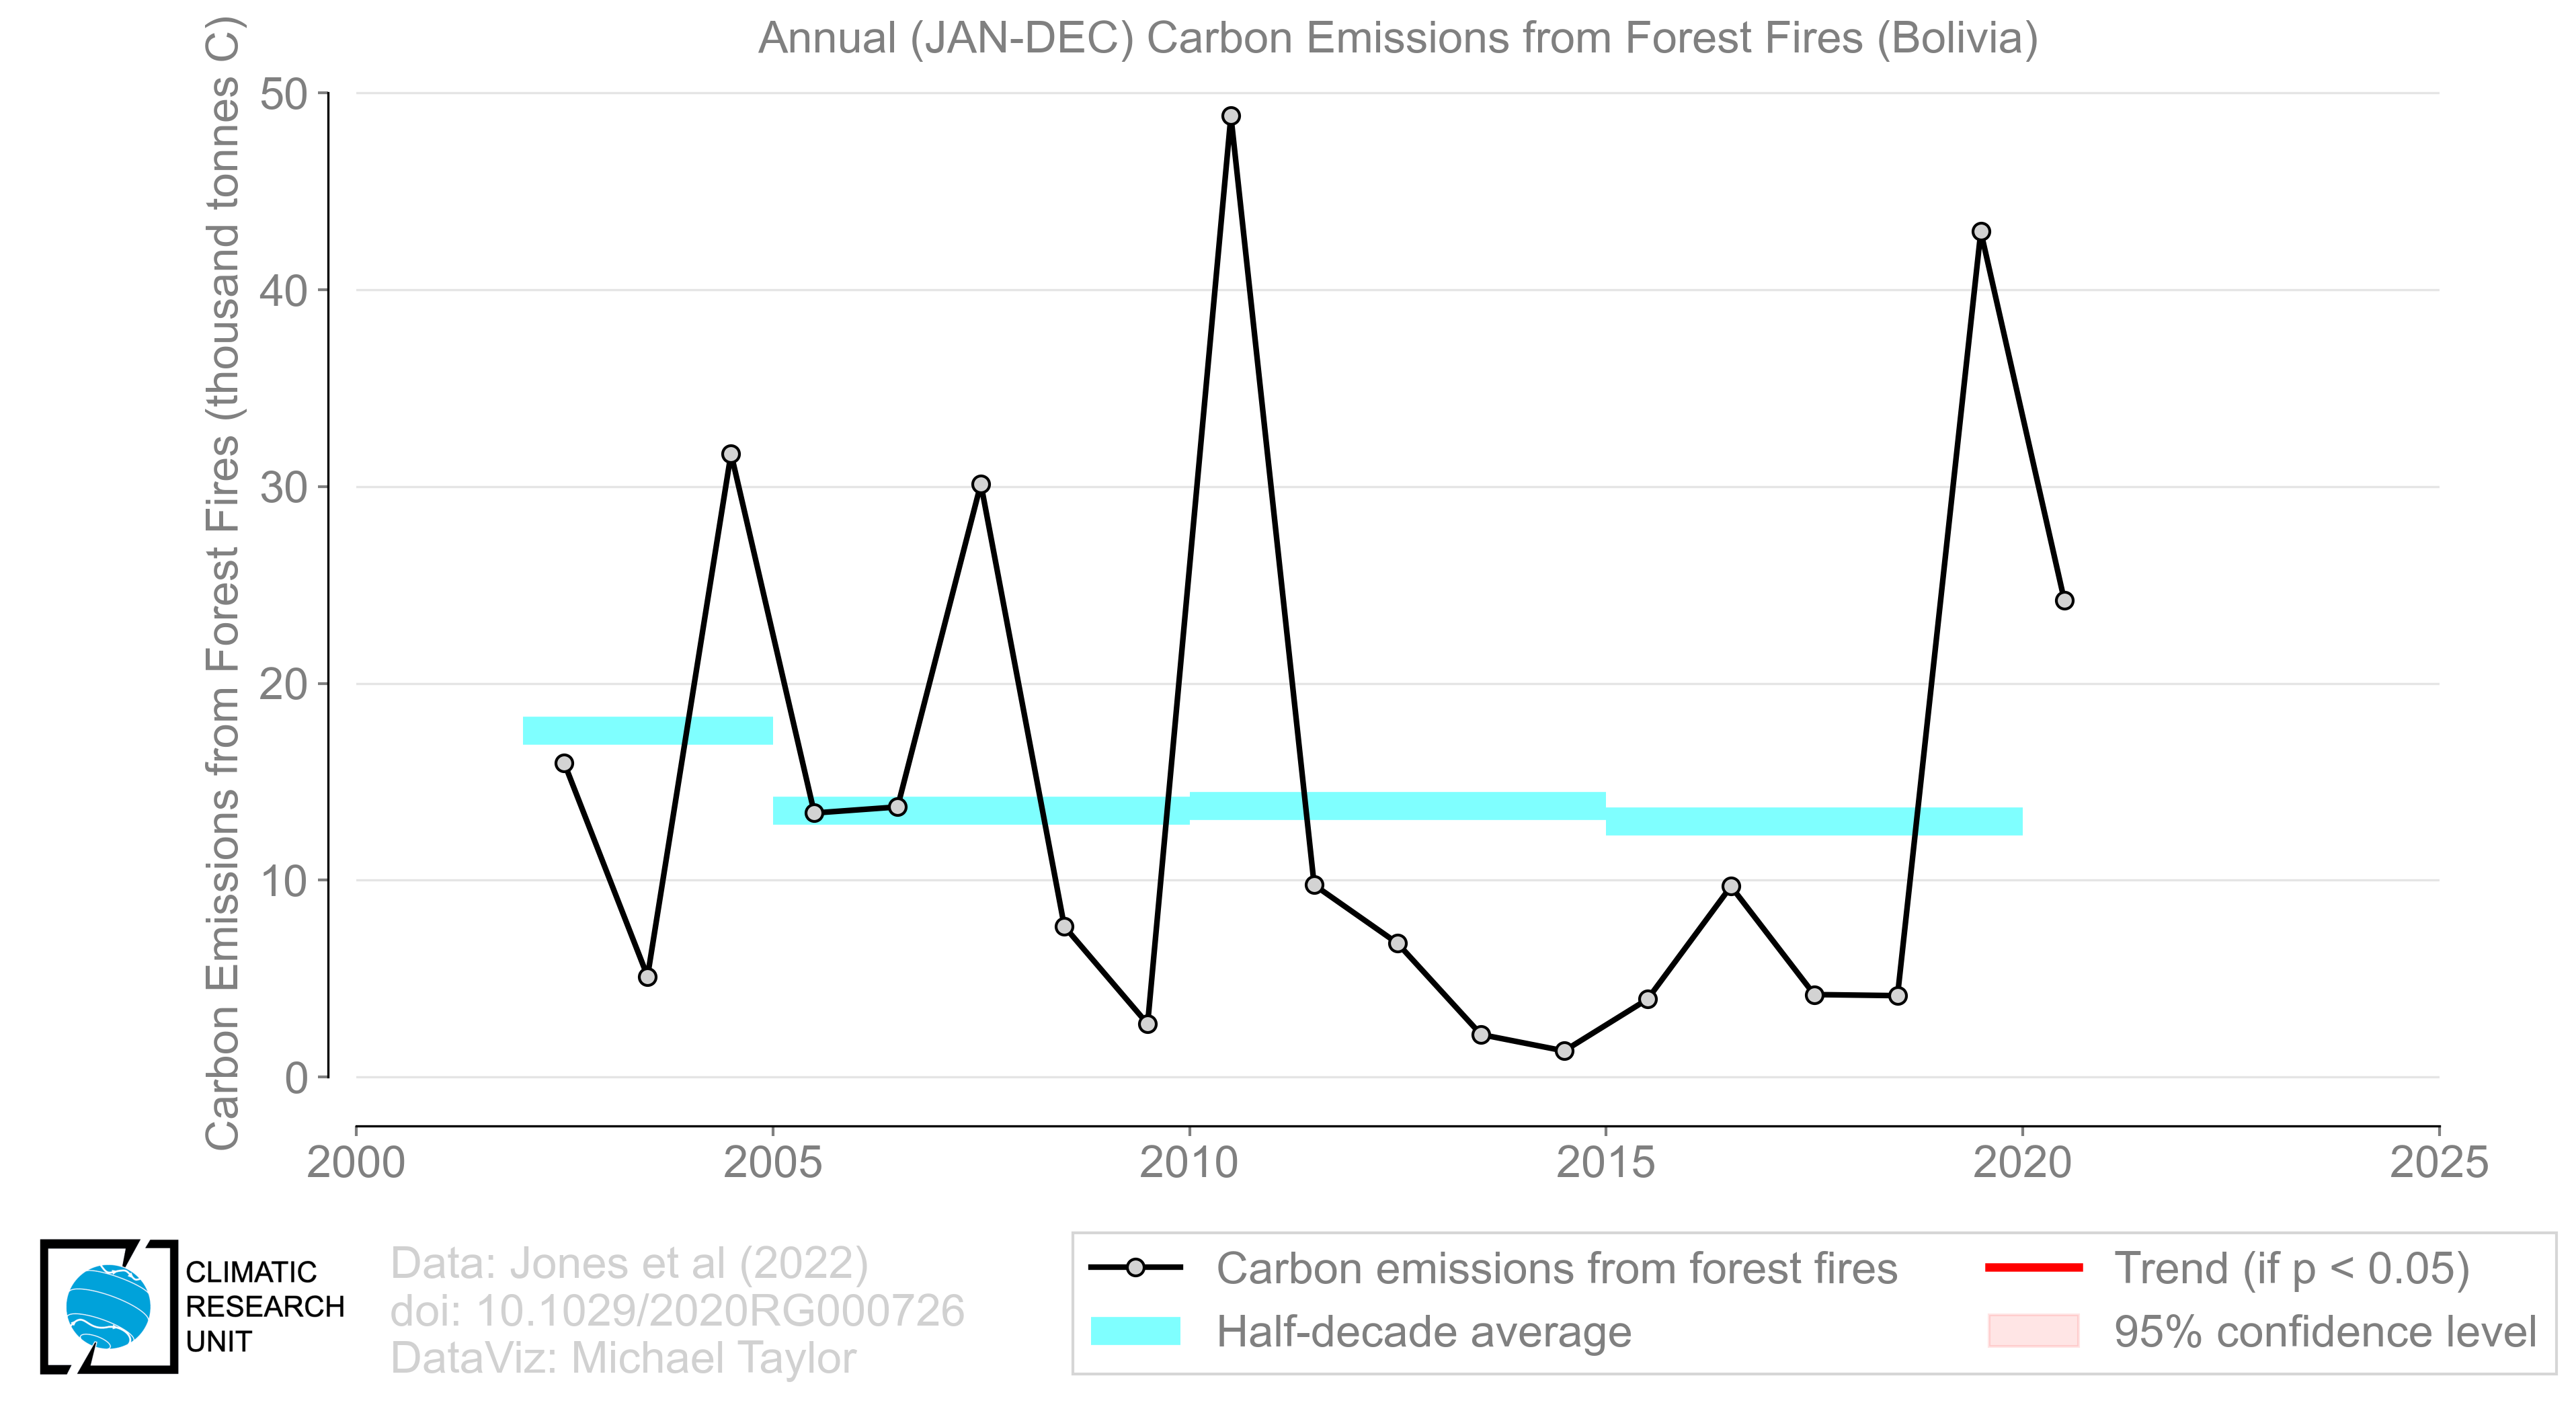 Annual (JAN-DEC) Carbon Emissions from Forest Fires (Bolivia)
Carbon Emissions from Forest Fires (thousand tonnes C)
50
40
30
20
10
0
2000 2005 2010 2015 2020 2025
CLIMATIC
RESEARCH
UNIT
Data: Jones et al (2022)
doi: 10.1029/2020RG000726
DataViz: Michael Taylor
Carbon emissions from forest fires
Half-decade average
Trend (if p < 0.05)
95% confidence level